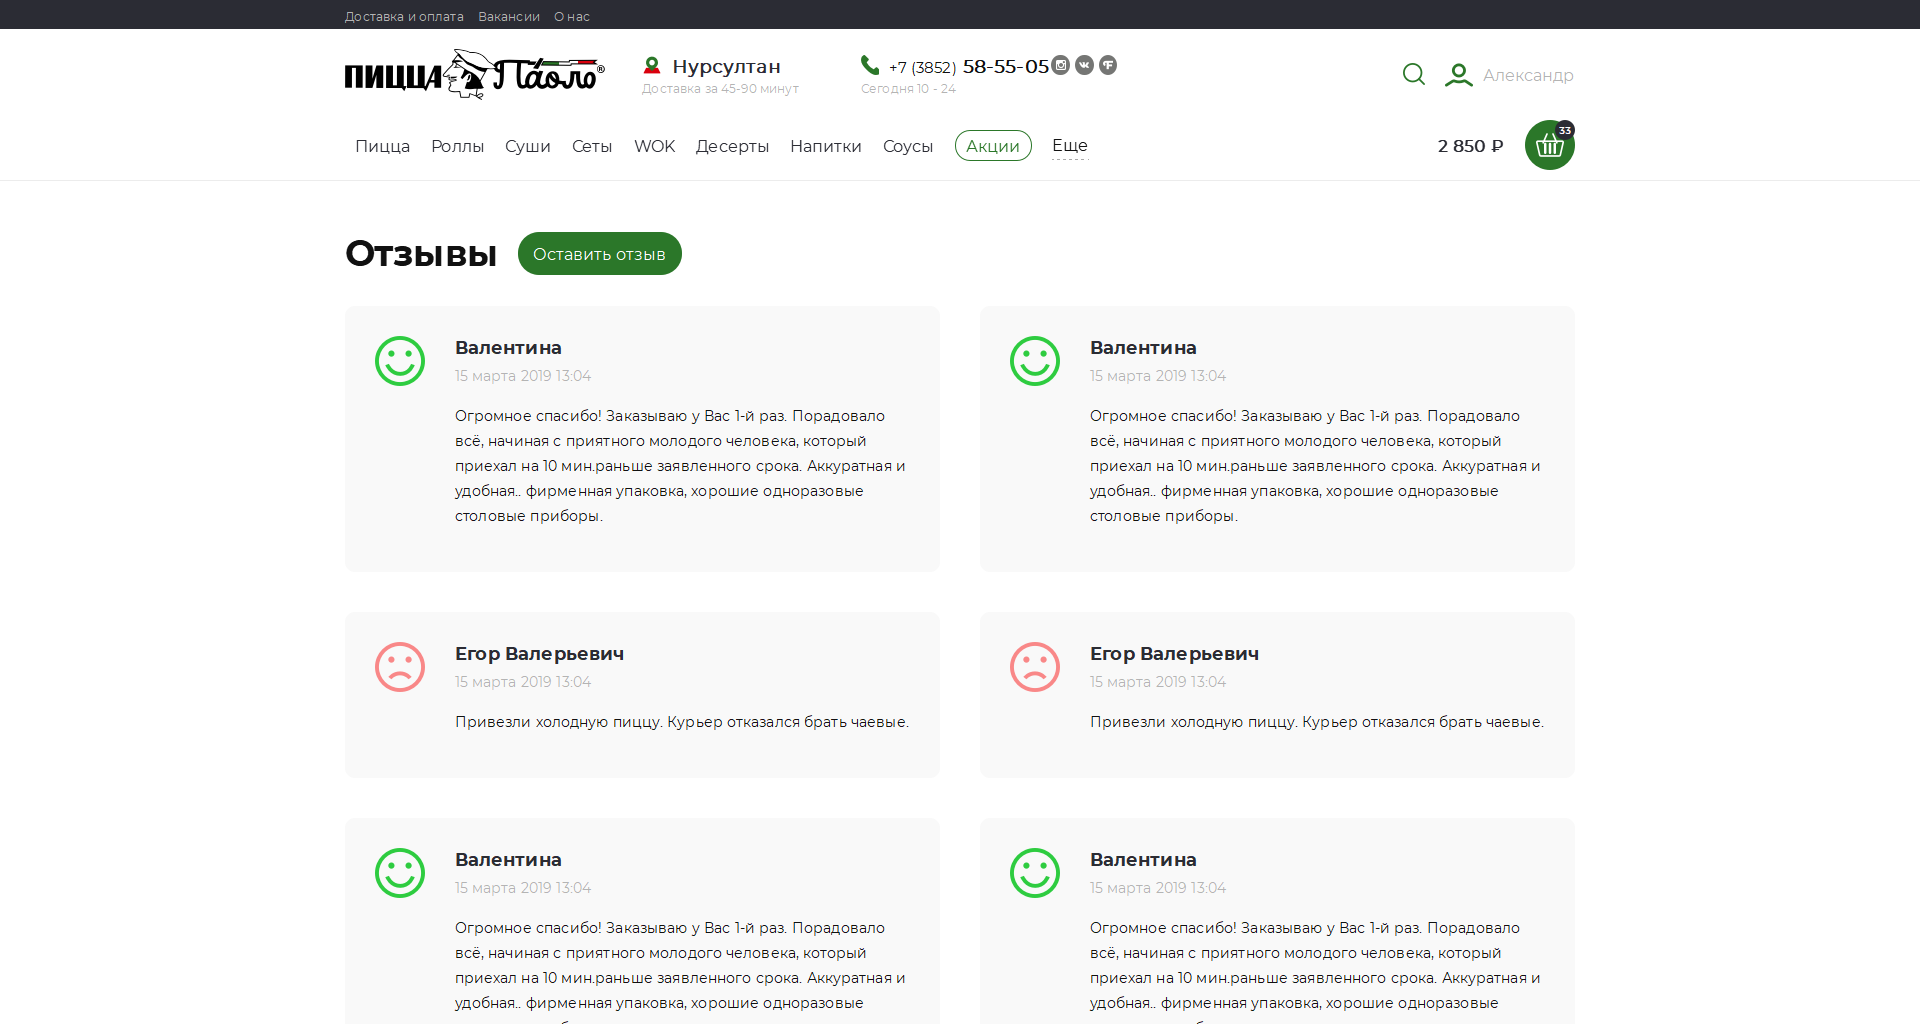 Доставка и оплата Вакансии О нас
ПИЦЦА Пáоло®
Нурсултан
Доставка за 45-90 минут
+7 (3852) 58-55-05
Сегодня 10 - 24
Александр
Пицца Роллы Суши Сеты WOK Десерты Напитки Соусы Акции Еще
2 850 ₽
33
Отзывы
Оставить отзыв
Валентина
15 марта 2019 13:04
Огромное спасибо! Заказываю у Вас 1-й раз. Порадовало
всё, начиная с приятного молодого человека, который
приехал на 10 мин.раньше заявленного срока. Аккуратная и
удобная.. фирменная упаковка, хорошие одноразовые
столовые приборы.
Валентина
15 марта 2019 13:04
Огромное спасибо! Заказываю у Вас 1-й раз. Порадовало
всё, начиная с приятного молодого человека, который
приехал на 10 мин.раньше заявленного срока. Аккуратная и
удобная.. фирменная упаковка, хорошие одноразовые
столовые приборы.
Егор Валерьевич
15 марта 2019 13:04
Привезли холодную пиццу. Курьер отказался брать чаевые.
Егор Валерьевич
15 марта 2019 13:04
Привезли холодную пиццу. Курьер отказался брать чаевые.
Валентина
15 марта 2019 13:04
Огромное спасибо! Заказываю у Вас 1-й раз. Порадовало
всё, начиная с приятного молодого человека, который
приехал на 10 мин.раньше заявленного срока. Аккуратная и
удобная.. фирменная упаковка, хорошие одноразовые
Валентина
15 марта 2019 13:04
Огромное спасибо! Заказываю у Вас 1-й раз. Порадовало
всё, начиная с приятного молодого человека, который
приехал на 10 мин.раньше заявленного срока. Аккуратная и
удобная.. фирменная упаковка, хорошие одноразовые